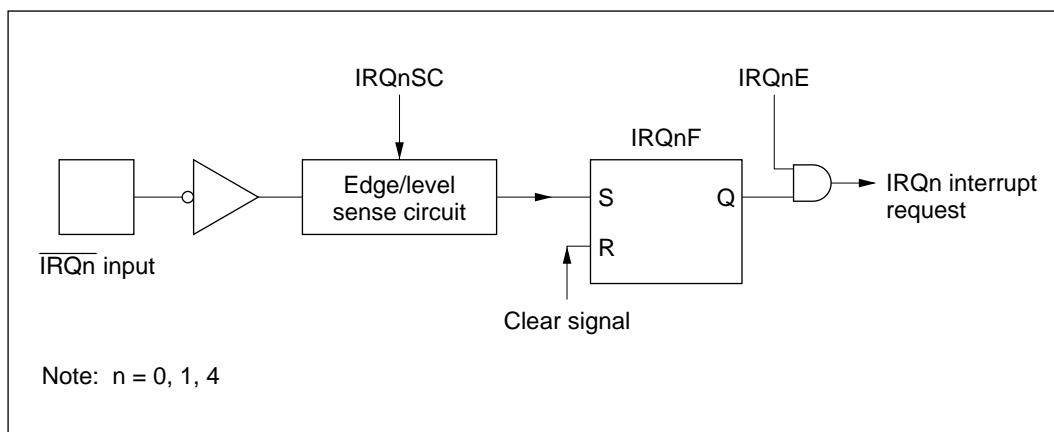 IRQnSC
IRQnE
IRQnF
Edge/level
sense circuit
S
Q
R
IRQn interrupt
request
IRQn input
Clear signal
Note: n = 0, 1, 4